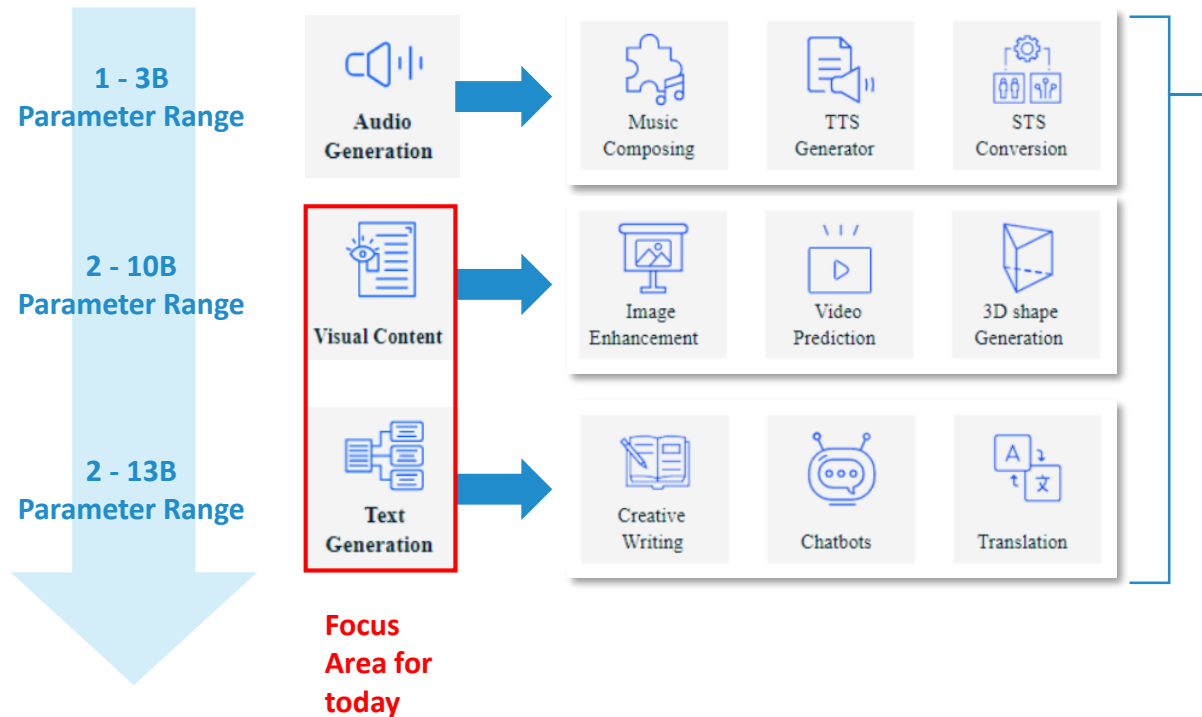 1 - 3B
Parameter Range
Audio
Generation
Music
Composing
TTS
Generator
STS
Conversion
2 - 10B
Parameter Range
Visual Content
Image
Enhancement
Video
Prediction
3D shape
Generation
2 - 13B
Parameter Range
Text
Generation
Creative
Writing
Chatbots
A
文
Translation
Focus
Area for
today